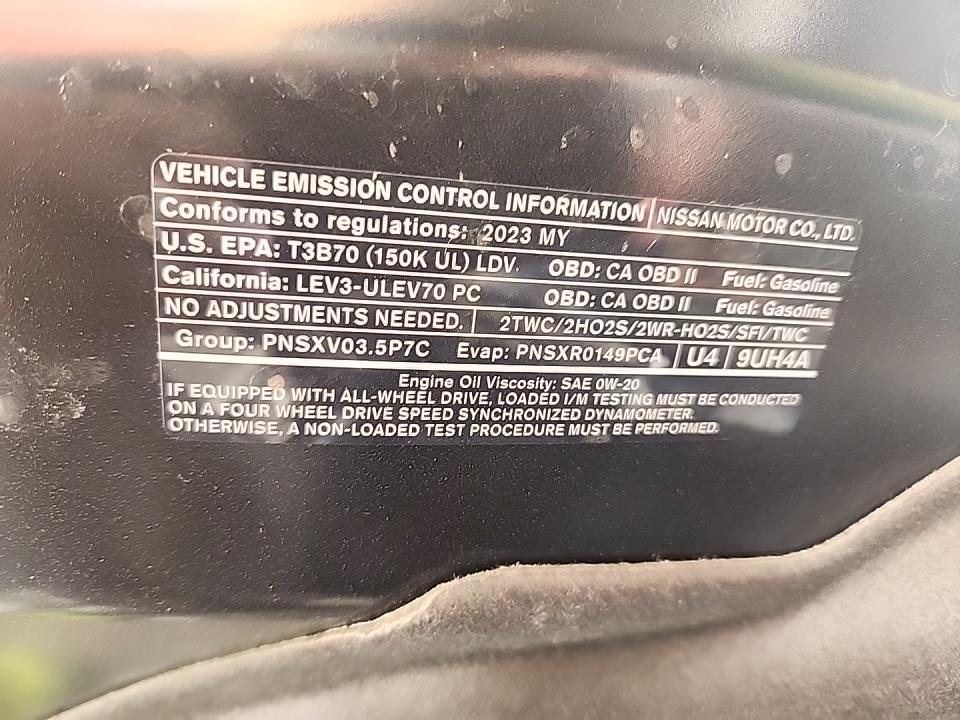 VEHICLE EMISSION CONTROL INFORMATION NISSAN MOTOR CO., LTD.
Conforms to regulations: 2023 MY
U.S. EPA: T3B70 (150K UL) LDV. OBD: CA OBD II Fuel: Gasoline
California: LEV3-ULEV70 PC OBD: CA OBD II Fuel: Gasoline
NO ADJUSTMENTS NEEDED. 2TWC/2HO2S/2WR-HO2S/SFI/TWC
Group: PNSXV03.5P7C Evap: PNSXR0149PCA U4 9UH4A
Engine Oil Viscosity: SAE 0W-20
IF EQUIPPED WITH ALL-WHEEL DRIVE, LOADED I/M TESTING MUST BE CONDUCTED
ON A FOUR WHEEL DRIVE SPEED SYNCHRONIZED DYNAMOMETER.
OTHERWISE, A NON-LOADED TEST PROCEDURE MUST BE PERFORMED.